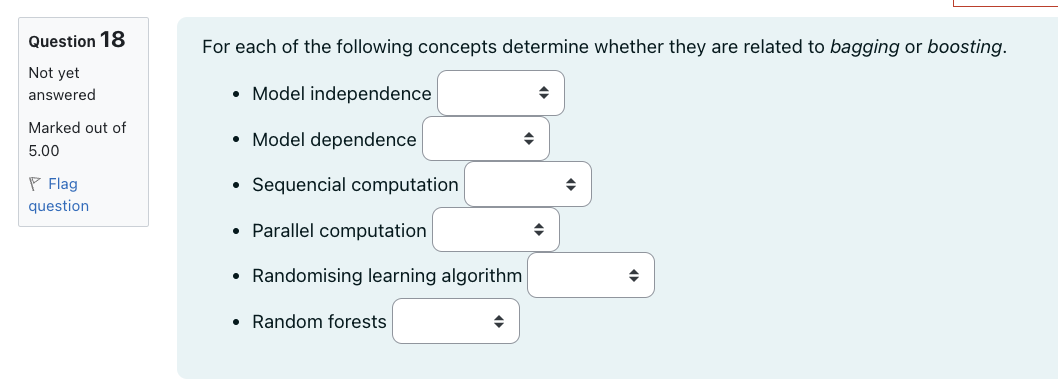 Question 18
Not yet
answered
Marked out of
5.00
Flag
question
For each of the following concepts determine whether they are related to bagging or boosting.
• Model independence
• Model dependence
• Sequencial computation
• Parallel computation
• Randomising learning algorithm
• Random forests